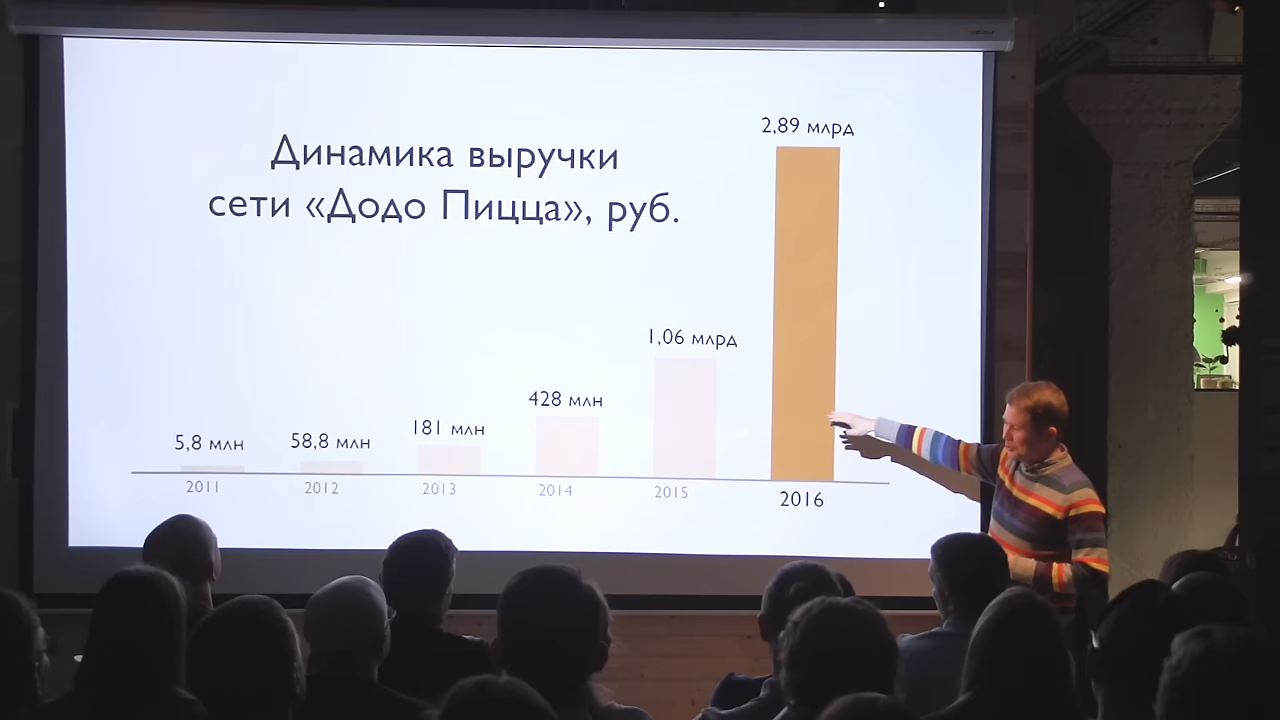 Динамика выручки
сети «Додо Пицца», руб.
2,89 млрд
1,06 млрд
428 млн
181 млн
58,8 млн
5,8 млн
2011
2012
2013
2014
2015
2016